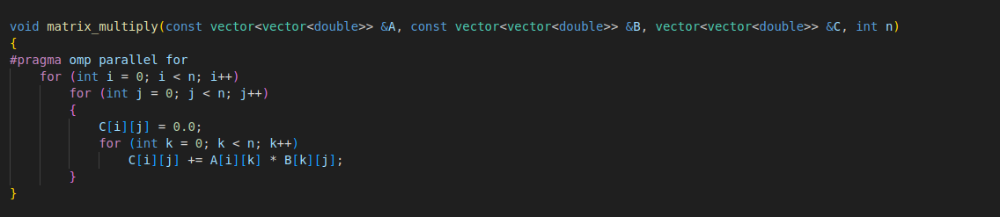 void matrix_multiply(const vector<vector<double>> &A, const vector<vector<double>> &B, vector<vector<double>> &C, int n)
{
#pragma omp parallel for
    for (int i = 0; i < n; i++)
        for (int j = 0; j < n; j++)
        {
            C[i][j] = 0.0;
            for (int k = 0; k < n; k++)
                C[i][j] += A[i][k] * B[k][j];
        }
}